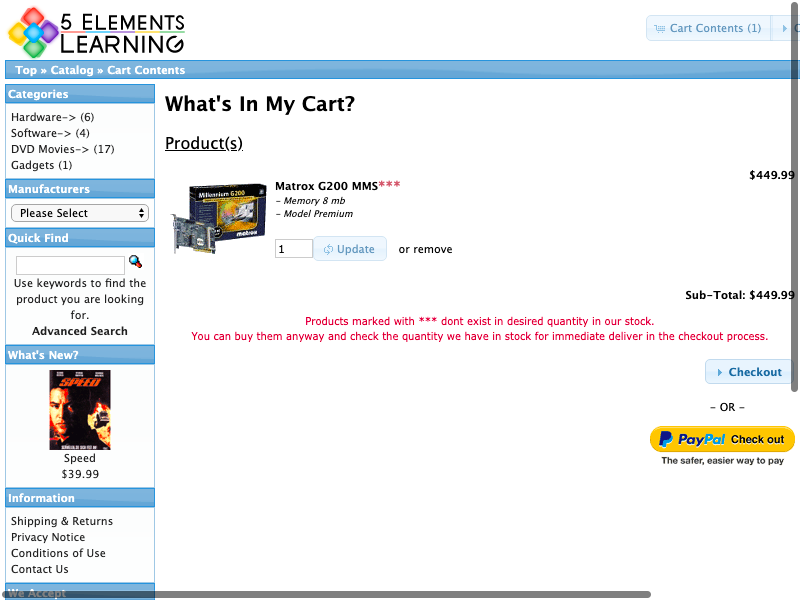 5 ELEMENTS
LEARNING
Cart Contents (1)
Top » Catalog » Cart Contents
Categories
Hardware-> (6)
Software-> (4)
DVD Movies-> (17)
Gadgets (1)
Manufacturers
Please Select
Quick Find
Use keywords to find the
product you are looking
for.
Advanced Search
What's New?
SPEED
Speed
$39.99
Information
Shipping & Returns
Privacy Notice
Conditions of Use
Contact Us
We Accept
What's In My Cart?
Product(s)
Millennium G200
matrox
Matrox G200 MMS***
- Memory 8 mb
- Model Premium
$449.99
1 Update or remove
Sub-Total: $449.99
Products marked with *** dont exist in desired quantity in our stock.
You can buy them anyway and check the quantity we have in stock for immediate deliver in the checkout process.
Checkout
- OR -
PayPal Check out
The safer, easier way to pay